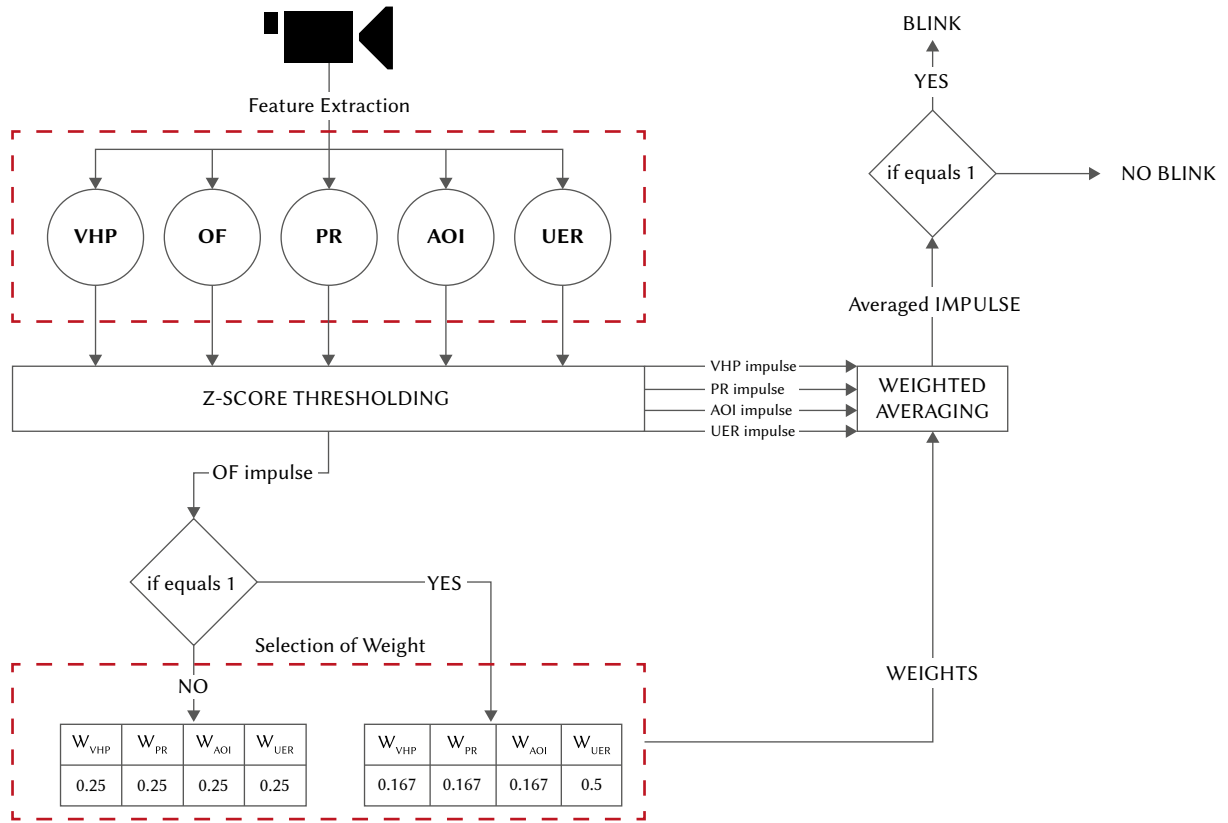 BLINK
YES
Feature Extraction
if equals 1
NO BLINK
VHP
OF
PR
AOI
UER
Averaged IMPULSE
Z-SCORE THRESHOLDING
VHP impulse
PR impulse
AOI impulse
UER impulse
WEIGHTED
AVERAGING
OF impulse
if equals 1
YES
Selection of Weight
NO
WEIGHTS
W_VHP W_PR W_AOI W_UER
0.25 0.25 0.25 0.25
W_VHP W_PR W_AOI W_UER
0.167 0.167 0.167 0.5